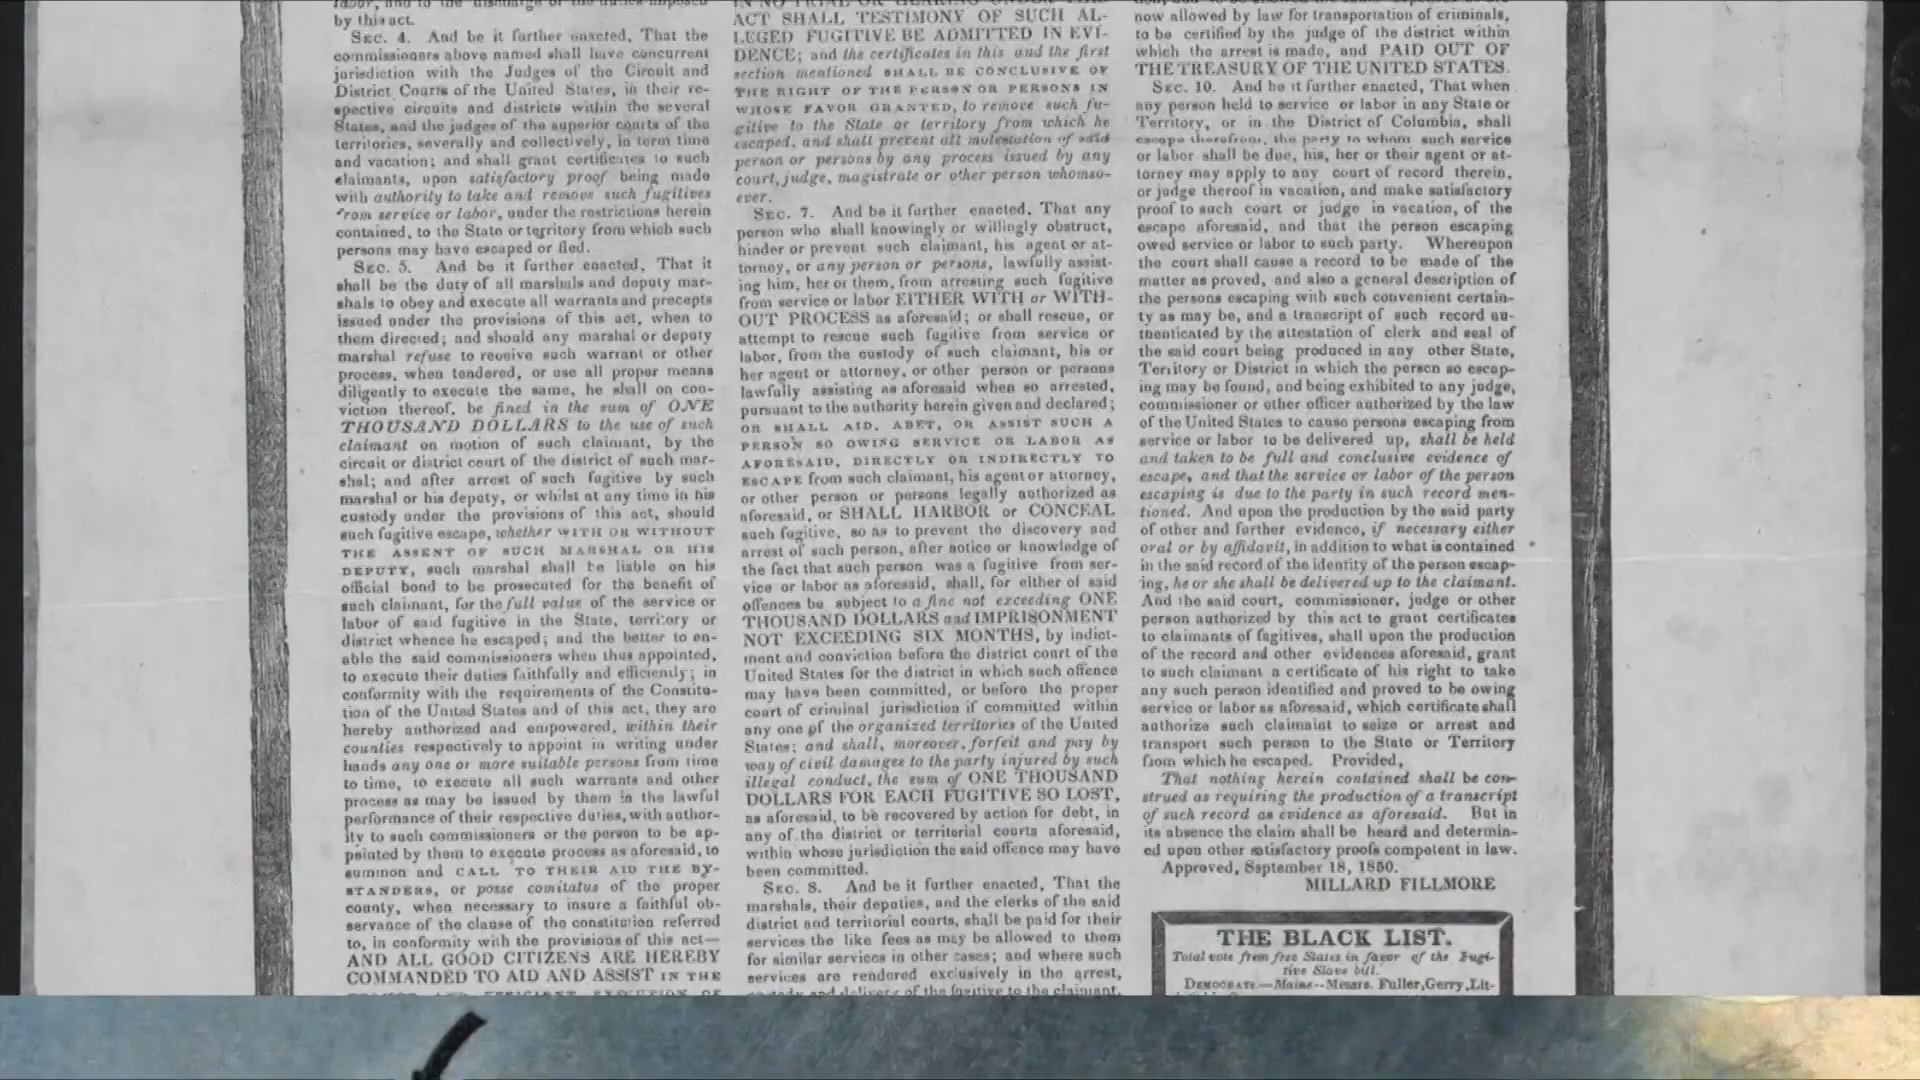 by this act.
SEC. 4. And be it further enacted, That the
commissioners above named shall have concurrent
jurisdiction with the Judges of the Circuit and
District Courts of the United States, in their re-
spective circuits and districts within the several
States, and the judges of the superior courts of the
territories, severally and collectively, in term time
and vacation; and shall grant certificates to such
claimants, upon satisfactory proof being made
with authority to take and remove such fugitives
from service or labor, under the restrictions herein
contained, to the State or territory from which such
persons may have escaped or fled.
SEC. 5. And be it further enacted, That it
shall be the duty of all marshals and deputy mar-
shals to obey and execute all warrants and precepts
issued under the provisions of this act, when to
them directed; and should any marshal or deputy
marshal refuse to receive such warrant or other
process, when tendered, or use all proper means
diligently to execute the same, he shall on con-
viction thereof, be fined in the sum of ONE
THOUSAND DOLLARS to the use of such
claimant on motion of such claimant, by the
circuit or district court of the district of such mar-
shal; and after arrest of such fugitive by such
marshal or his deputy, or whilst at any time in his
custody under the provisions of this act, should
such fugitive escape, whether WITH OR WITHOUT
THE ASSENT OF SUCH MARSHAL OR HIS
DEPUTY, such marshal shall be liable on his
official bond to be prosecuted for the benefit of
such claimant, for the full value of the service or
labor of said fugitive in the State, territory or
district whence he escaped; and the better to en-
able the said commissioners when thus appointed,
to execute their duties faithfully and efficiently; in
conformity with the requirements of the Constitu-
tion of the United States and of this act, they are
hereby authorized and empowered, within their
counties respectively to appoint in writing under
hands any one or more suitable persons from time
to time, to execute all such warrants and other
process as may be issued by them in the lawful
performance of their respective duties, with author-
ity to such commissioners or the person to be ap-
pointed by them to execute process as aforesaid, to
summon and CALL TO THEIR AID THE BY-
STANDERS, or posse comitatus of the proper
county, when necessary to insure a faithful ob-
servance of the clause of the constitution referred
to, in conformity with the provisions of this act—
AND ALL GOOD CITIZENS ARE HEREBY
COMMANDED TO AID AND ASSIST IN THE
ACT SHALL TESTIMONY OF SUCH AL-
LEGED FUGITIVE BE ADMITTED IN EVI-
DENCE; and the certificates in this and the first
section mentioned SHALL BE CONCLUSIVE OF
THE RIGHT OF THE PERSON OR PERSONS IN
WHOSE FAVOR GRANTED, to remove such fu-
gitive to the State or territory from which he
escaped, and shall prevent all molestation of said
person or persons by any process issued by any
court, judge, magistrate or other person whomso-
ever.
SEC. 7. And be it further enacted, That any
person who shall knowingly or willingly obstruct,
hinder or prevent such claimant, his agent or at-
torney, or any person or persons, lawfully assist-
ing him, her or them, from arresting such fugitive
from service or labor EITHER WITH or WITH-
OUT PROCESS as aforesaid; or shall rescue, or
attempt to rescue such fugitive from service or
labor, from the custody of such claimant, his or
her agent or attorney, or other person or persons
lawfully assisting as aforesaid when so arrested,
pursuant to the authority herein given and declared;
OR SHALL AID, ABET, OR ASSIST SUCH A
PERSON SO OWING SERVICE OR LABOR AS
AFORESAID, DIRECTLY OR INDIRECTLY TO
ESCAPE from such claimant, his agent or attorney,
or other person or persons legally authorized as
aforesaid, or SHALL HARBOR or CONCEAL
such fugitive, so as to prevent the discovery and
arrest of such person, after notice or knowledge of
the fact that such person was a fugitive from ser-
vice or labor as aforesaid, shall, for either of said
offences be subject to a fine not exceeding ONE
THOUSAND DOLLARS and IMPRISONMENT
NOT EXCEEDING SIX MONTHS, by indict-
ment and conviction before the district court of the
United States for the district in which such offence
may have been committed, or before the proper
court of criminal jurisdiction if committed within
any one of the organized territories of the United
States; and shall, moreover, forfeit and pay by
way of civil damages to the party injured by such
illegal conduct, the sum of ONE THOUSAND
DOLLARS FOR EACH FUGITIVE SO LOST,
as aforesaid, to be recovered by action for debt, in
any of the district or territorial courts aforesaid,
within whose jurisdiction the said offence may have
been committed.
SEC. 8. And be it further enacted, That the
marshals, their deputies, and the clerks of the said
district and territorial courts, shall be paid for their
services the like fees as may be allowed to them
for similar services in other cases; and where such
services are rendered exclusively in the arrest,
custody and delivery of the fugitive to the claimant,
now allowed by law for transportation of criminals,
to be certified by the judge of the district within
which the arrest is made, and PAID OUT OF
THE TREASURY OF THE UNITED STATES.
SEC. 10. And be it further enacted, That when
any person held to service or labor in any State or
Territory, or in the District of Columbia, shall
escape therefrom, the party to whom such service
or labor shall be due, his, her or their agent or at-
torney may apply to any court of record therein,
or judge thereof in vacation, and make satisfactory
proof to such court or judge in vacation, of the
escape aforesaid, and that the person escaping
owed service or labor to such party. Whereupon
the court shall cause a record to be made of the
matter as proved, and also a general description of
the persons escaping with such convenient certain-
ty as may be, and a transcript of such record au-
thenticated by the attestation of clerk and seal of
the said court being produced in any other State,
Territory or District in which the person so escap-
ing may be found, and being exhibited to any judge,
commissioner or other officer authorized by the law
of the United States to cause persons escaping from
service or labor to be delivered up, shall be held
and taken to be full and conclusive evidence of
escape, and that the service or labor of the person
escaping is due to the party in such record men-
tioned. And upon the production by the said party
of other and further evidence, if necessary either
oral or by affidavit, in addition to what is contained
in the said record of the identity of the person escap-
ing, he or she shall be delivered up to the claimant.
And the said court, commissioner, judge or other
person authorized by this act to grant certificates
to claimants of fugitives, shall upon the production
of the record and other evidences aforesaid, grant
to such claimant a certificate of his right to take
any such person identified and proved to be owing
service or labor as aforesaid, which certificate shall
authorize such claimaint to seize or arrest and
transport such person to the State or Territory
from which he escaped. Provided,
That nothing herein contained shall be con-
strued as requiring the production of a transcript
of such record as evidence as aforesaid. But in
its absence the claim shall be heard and determin-
ed upon other satisfactory proofs competent in law.
Approved, September 18, 1850.
MILLARD FILLMORE
THE BLACK LIST.
Total vote from free States in favor of the Fugi-
tive Slave bill.
DEMOCRATS.—Maine--Messrs. Fuller, Gerry, Lit-